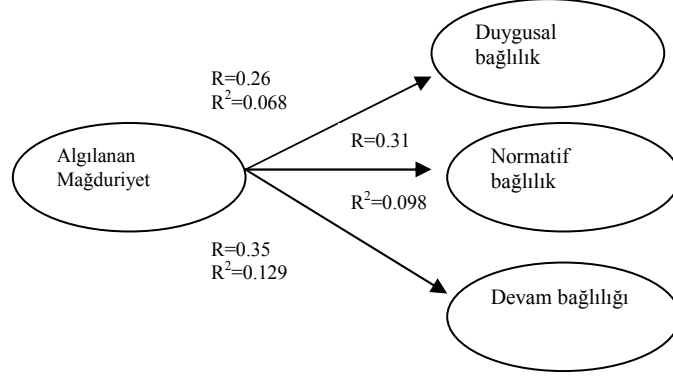 Duygusal
bağlılık
R=0.26
R²=0.068
R=0.31
Algılanan
Mağduriyet
Normatif
bağlılık
R²=0.098
R=0.35
R²=0.129
Devam bağlılığı